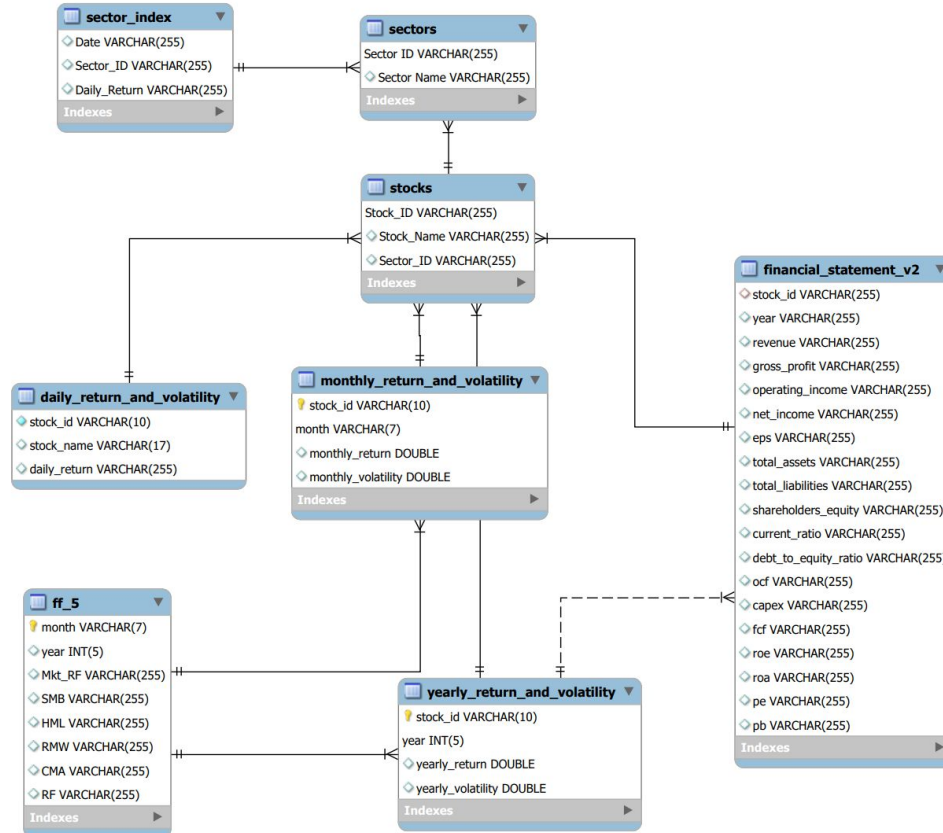 sector_index
Date VARCHAR(255)
Sector_ID VARCHAR(255)
Daily_Return VARCHAR(255)
Indexes
sectors
Sector ID VARCHAR(255)
Sector Name VARCHAR(255)
Indexes
stocks
Stock_ID VARCHAR(255)
Stock_Name VARCHAR(255)
Sector_ID VARCHAR(255)
Indexes
financial_statement_v2
stock_id VARCHAR(255)
year VARCHAR(255)
revenue VARCHAR(255)
gross_profit VARCHAR(255)
operating_income VARCHAR(255)
net_income VARCHAR(255)
eps VARCHAR(255)
total_assets VARCHAR(255)
total_liabilities VARCHAR(255)
shareholders_equity VARCHAR(255)
current_ratio VARCHAR(255)
debt_to_equity_ratio VARCHAR(255
ocf VARCHAR(255)
capex VARCHAR(255)
fcf VARCHAR(255)
roe VARCHAR(255)
roa VARCHAR(255)
pe VARCHAR(255)
pb VARCHAR(255)
Indexes
daily_return_and_volatility
stock_id VARCHAR(10)
stock_name VARCHAR(17)
daily_return VARCHAR(255)
Indexes
monthly_return_and_volatility
stock_id VARCHAR(10)
month VARCHAR(7)
monthly_return DOUBLE
monthly_volatility DOUBLE
Indexes
ff_5
month VARCHAR(7)
year INT(5)
Mkt_RF VARCHAR(255)
SMB VARCHAR(255)
HML VARCHAR(255)
RMW VARCHAR(255)
CMA VARCHAR(255)
RF VARCHAR(255)
Indexes
yearly_return_and_volatility
stock_id VARCHAR(10)
year INT(5)
yearly_return DOUBLE
yearly_volatility DOUBLE
Indexes